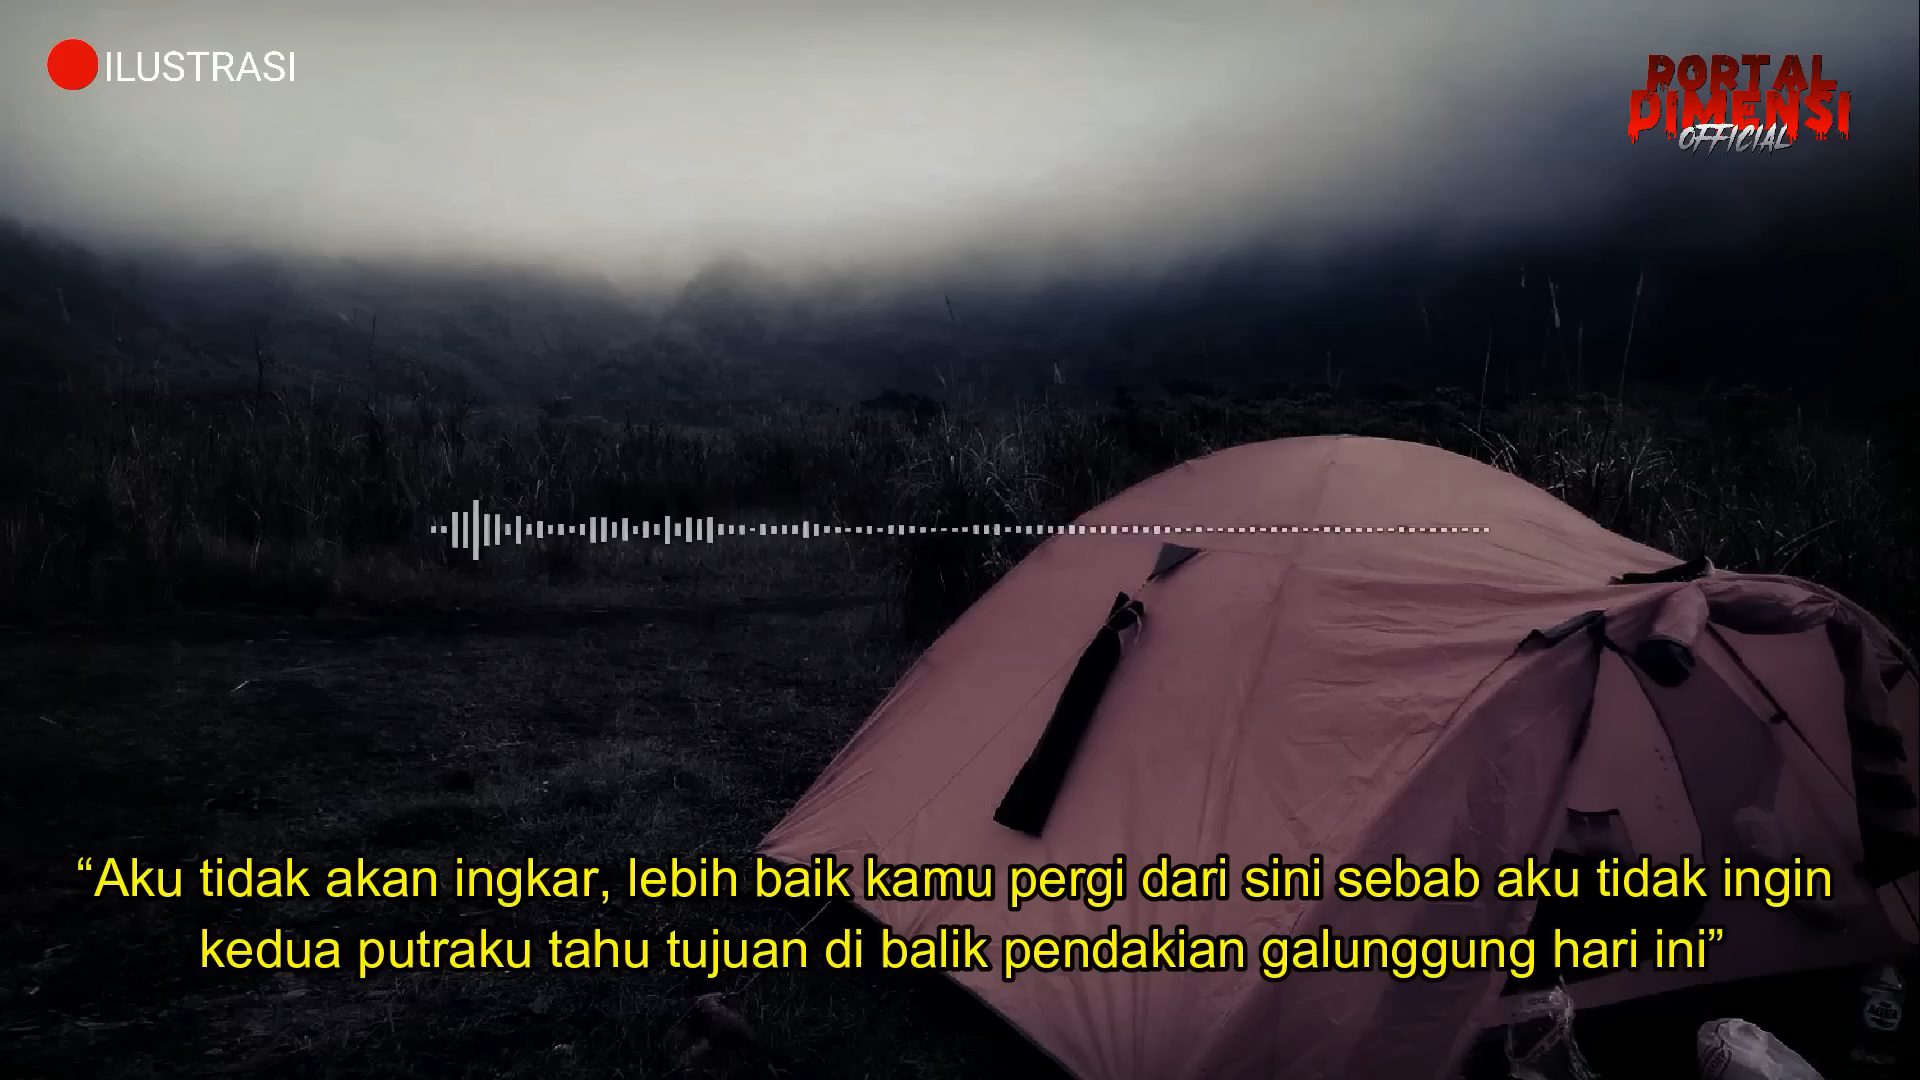 ILUSTRASI
PORTAL
DIMENSI
OFFICIAL
“Aku tidak akan ingkar, lebih baik kamu pergi dari sini sebab aku tidak ingin
kedua putraku tahu tujuan di balik pendakian galunggung hari ini”
AQUA